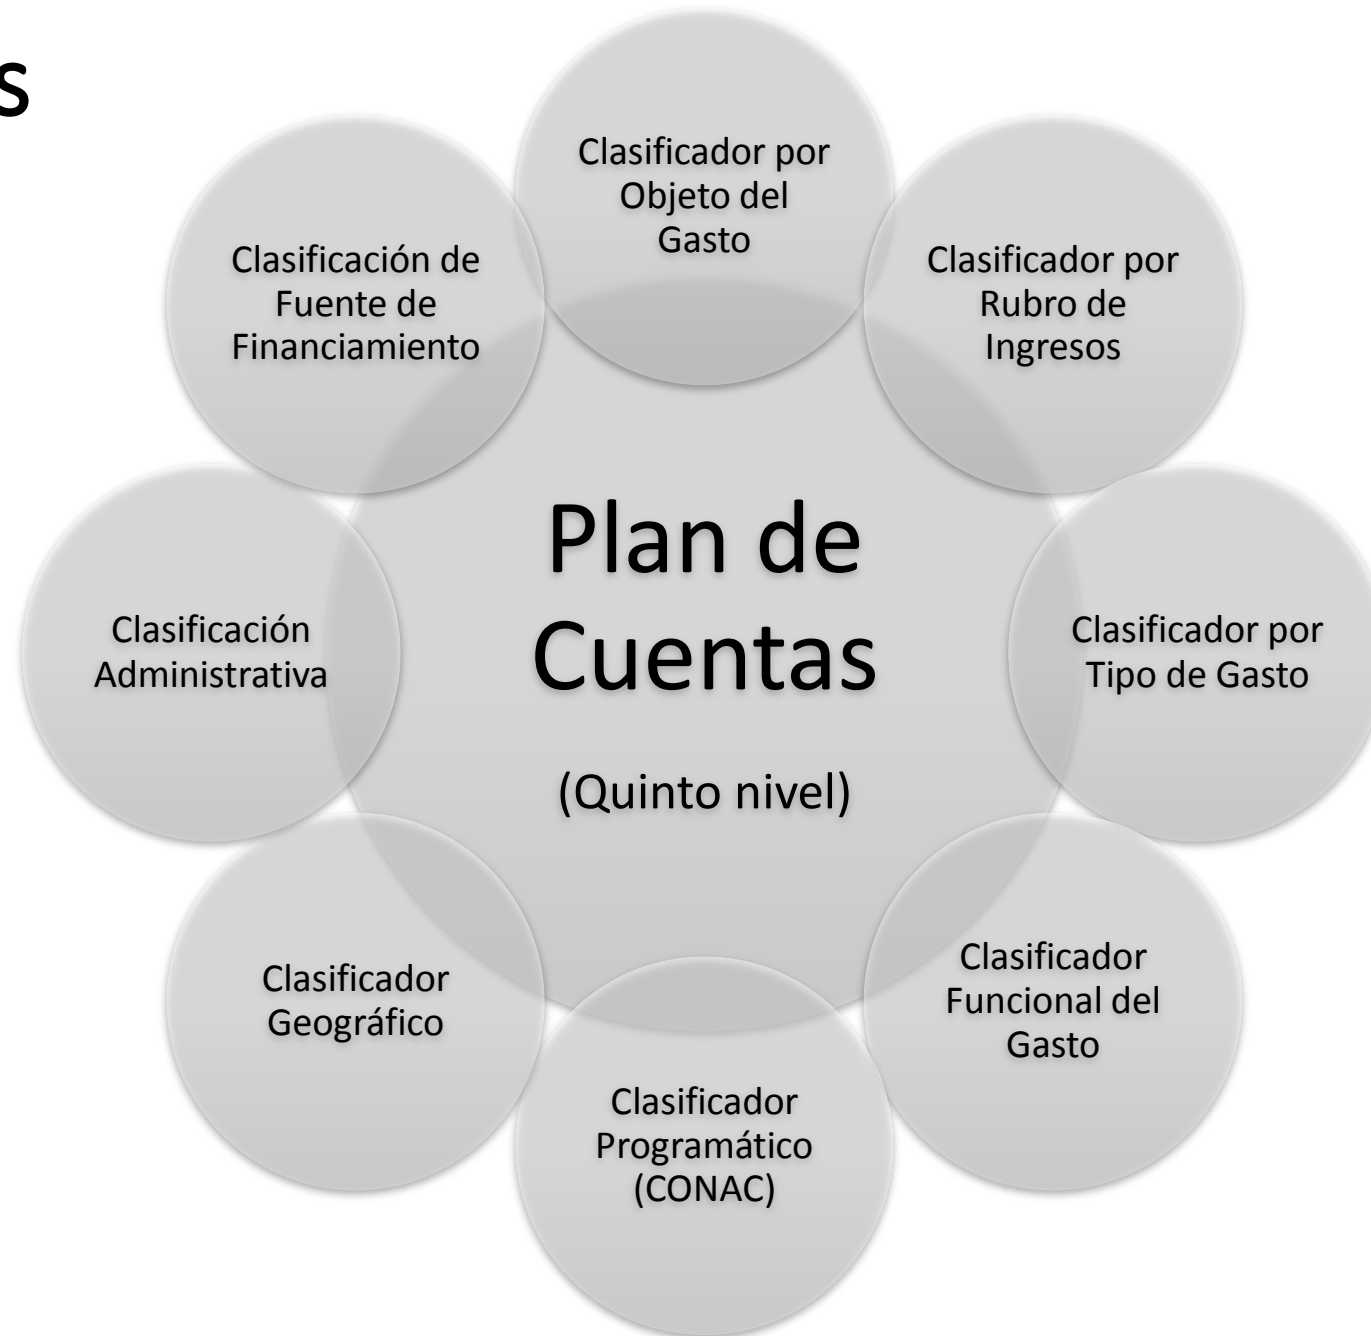 s
Clasificador por
Objeto del
Gasto
Clasificador por
Rubro de
Ingresos
Clasificador por
Tipo de Gasto
Clasificador
Funcional del
Gasto
Clasificador
Programático
(CONAC)
Clasificador
Geográfico
Clasificación
Administrativa
Clasificación de
Fuente de
Financiamiento
Plan de
Cuentas
(Quinto nivel)